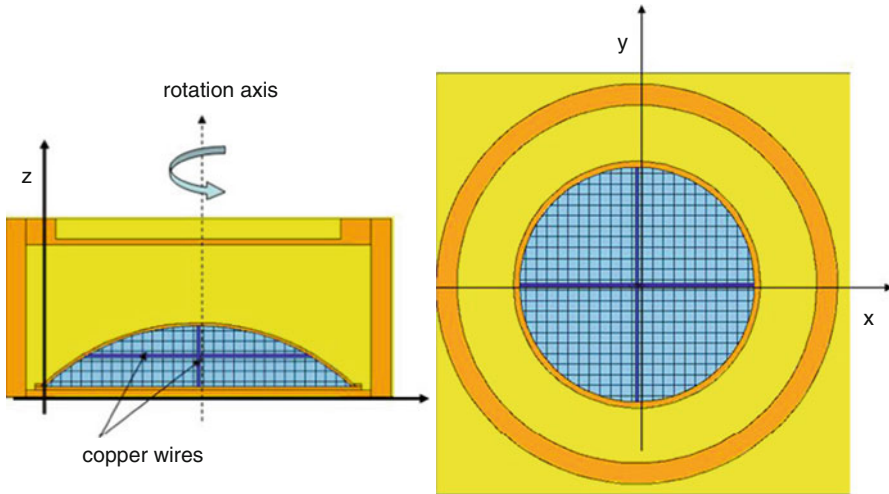 rotation axis
z
copper wires
y
x